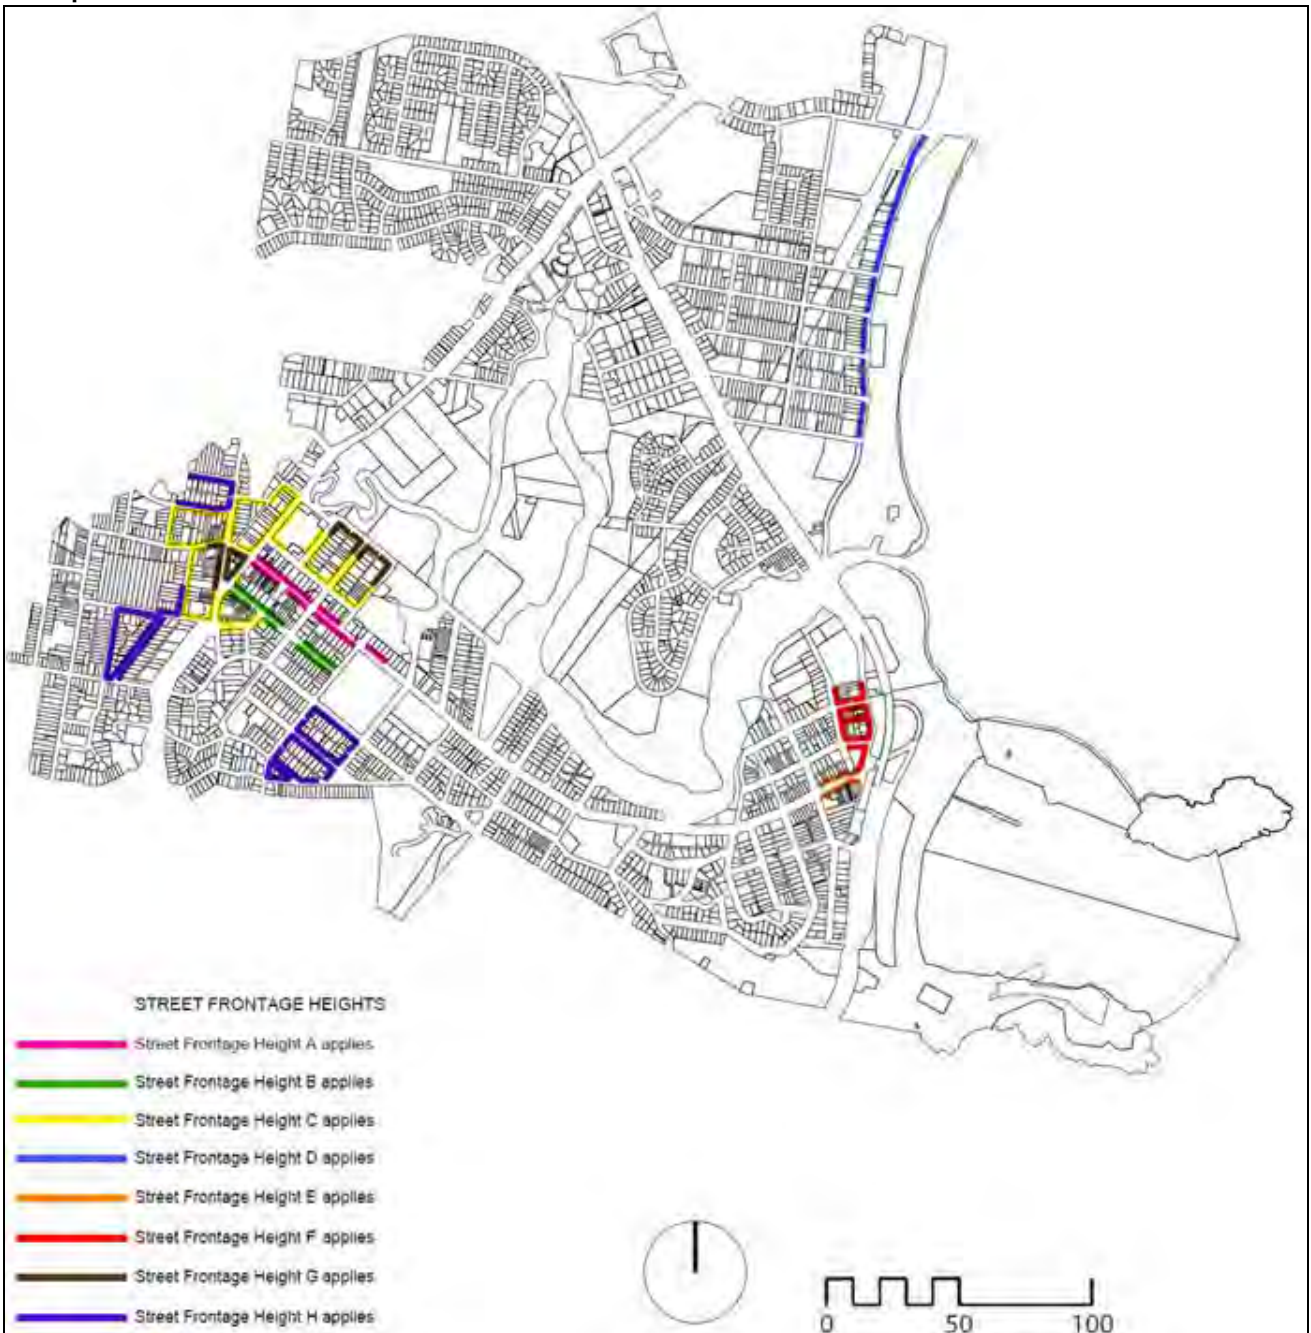 STREET FRONTAGE HEIGHTS
Street Frontage Height A applies
Street Frontage Height B applies
Street Frontage Height C applies
Street Frontage Height D applies
Street Frontage Height E applies
Street Frontage Height F applies
Street Frontage Height G applies
Street Frontage Height H applies
0 50 100